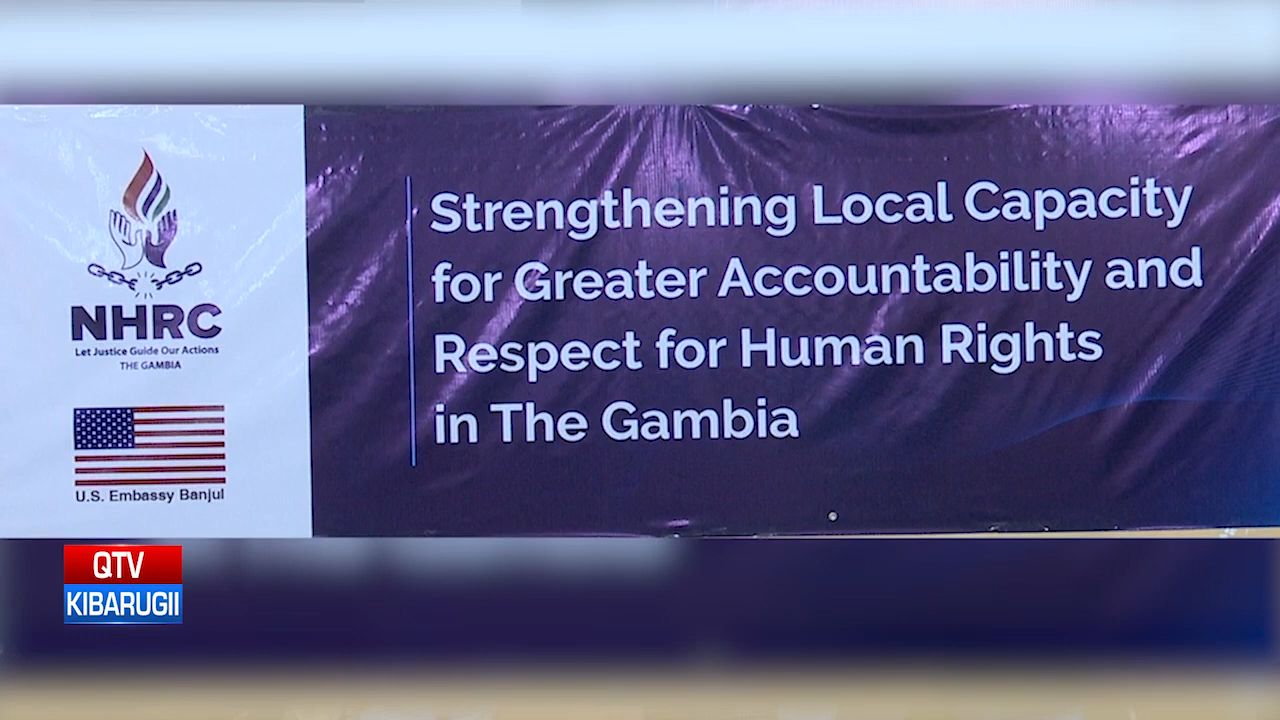 NHRC
Let Justice Guide Our Actions
THE GAMBIA
U.S. Embassy Banjul
Strengthening Local Capacity
for Greater Accountability and
Respect for Human Rights
in The Gambia
QTV
KIBARUGII